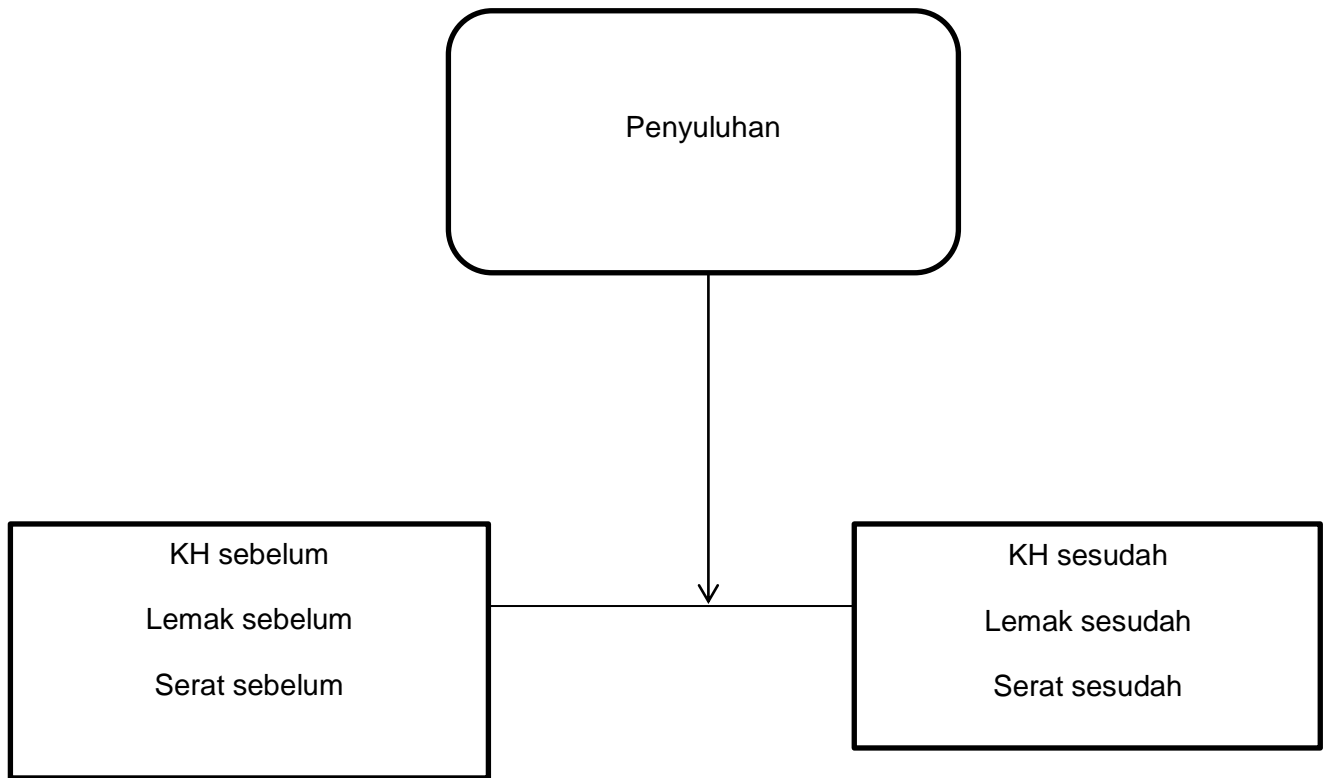 Penyuluhan
KH sebelum
Lemak sebelum
Serat sebelum
KH sesudah
Lemak sesudah
Serat sesudah